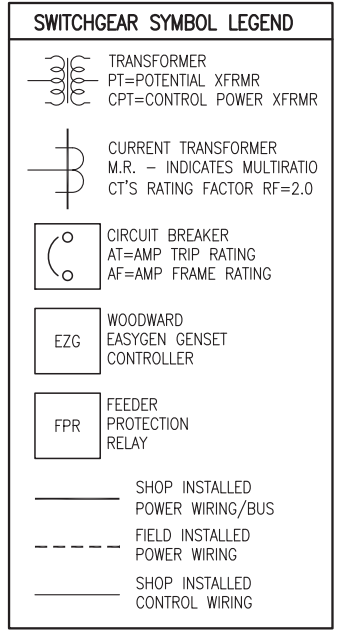 SWITCHGEAR SYMBOL LEGEND
TRANSFORMER
PT=POTENTIAL XFRMR
CPT=CONTROL POWER XFRMR
CURRENT TRANSFORMER
M.R. – INDICATES MULTIRATIO
CT'S RATING FACTOR RF=2.0
CIRCUIT BREAKER
AT=AMP TRIP RATING
AF=AMP FRAME RATING
EZG
WOODWARD
EASYGEN GENSET
CONTROLLER
FPR
FEEDER
PROTECTION
RELAY
SHOP INSTALLED
POWER WIRING/BUS
FIELD INSTALLED
POWER WIRING
SHOP INSTALLED
CONTROL WIRING